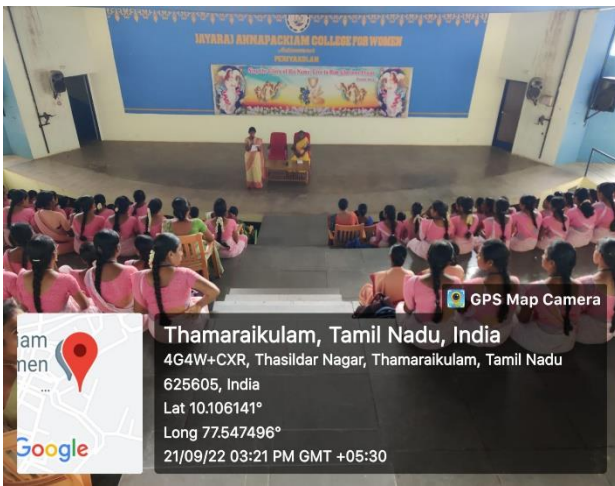 JAYARAJ ANNAPACKIAM COLLEGE FOR WOMEN
PERIYAKULAM
GPS Map Camera
Thamaraikulam, Tamil Nadu, India
4G4W+CXR, Thasildar Nagar, Thamaraikulam, Tamil Nadu
625605, India
Lat 10.106141°
Long 77.547496°
21/09/22 03:21 PM GMT +05:30
am
men
...
Google